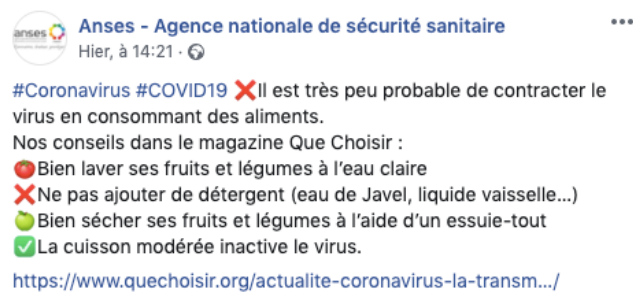 anses
Anses - Agence nationale de sécurité sanitaire
Hier, à 14:21 ·
#Coronavirus #COVID19 ❌Il est très peu probable de contracter le
virus en consommant des aliments.
Nos conseils dans le magazine Que Choisir :
🍅Bien laver ses fruits et légumes à l'eau claire
❌Ne pas ajouter de détergent (eau de Javel, liquide vaisselle...)
🍏Bien sécher ses fruits et légumes à l'aide d'un essuie-tout
✅La cuisson modérée inactive le virus.
https://www.quechoisir.org/actualite-coronavirus-la-transm.../